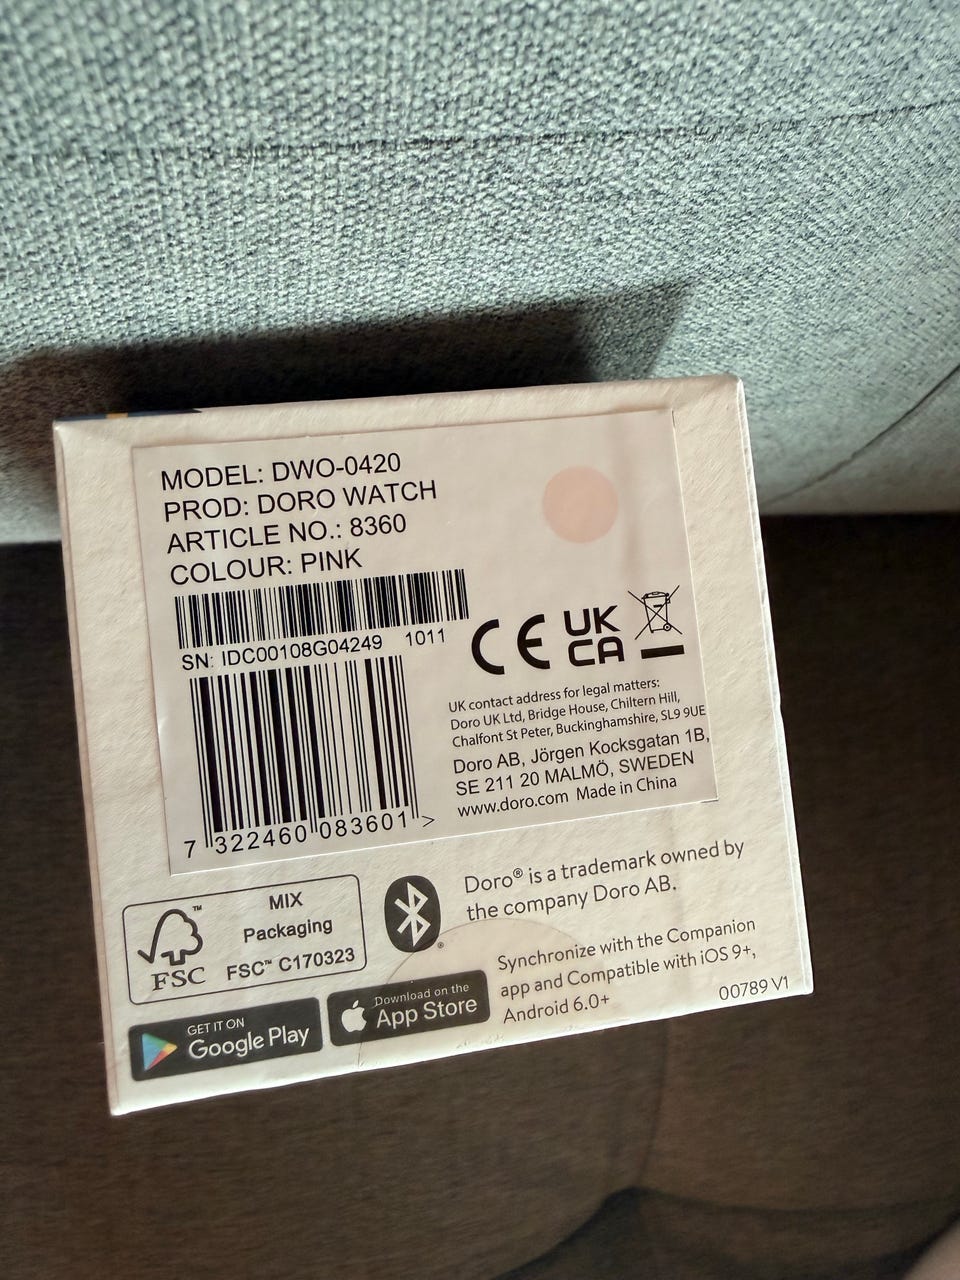 MODEL: DWO-0420
PROD: DORO WATCH
ARTICLE NO.: 8360
COLOUR: PINK
SN: IDC00108G04249 1011
7 322460 083601 >
CE UK
CA
UK contact address for legal matters:
Doro UK Ltd, Bridge House, Chiltern Hill,
Chalfont St Peter, Buckinghamshire, SL9 9UE
Doro AB, Jörgen Kocksgatan 1B,
SE 211 20 MALMÖ, SWEDEN
www.doro.com Made in China
FSC™
MIX
Packaging
FSC™ C170323
Doro® is a trademark owned by
the company Doro AB.
GET IT ON
Google Play
Download on the
App Store
Synchronize with the Companion
app and Compatible with iOS 9+,
Android 6.0+
00789 V1